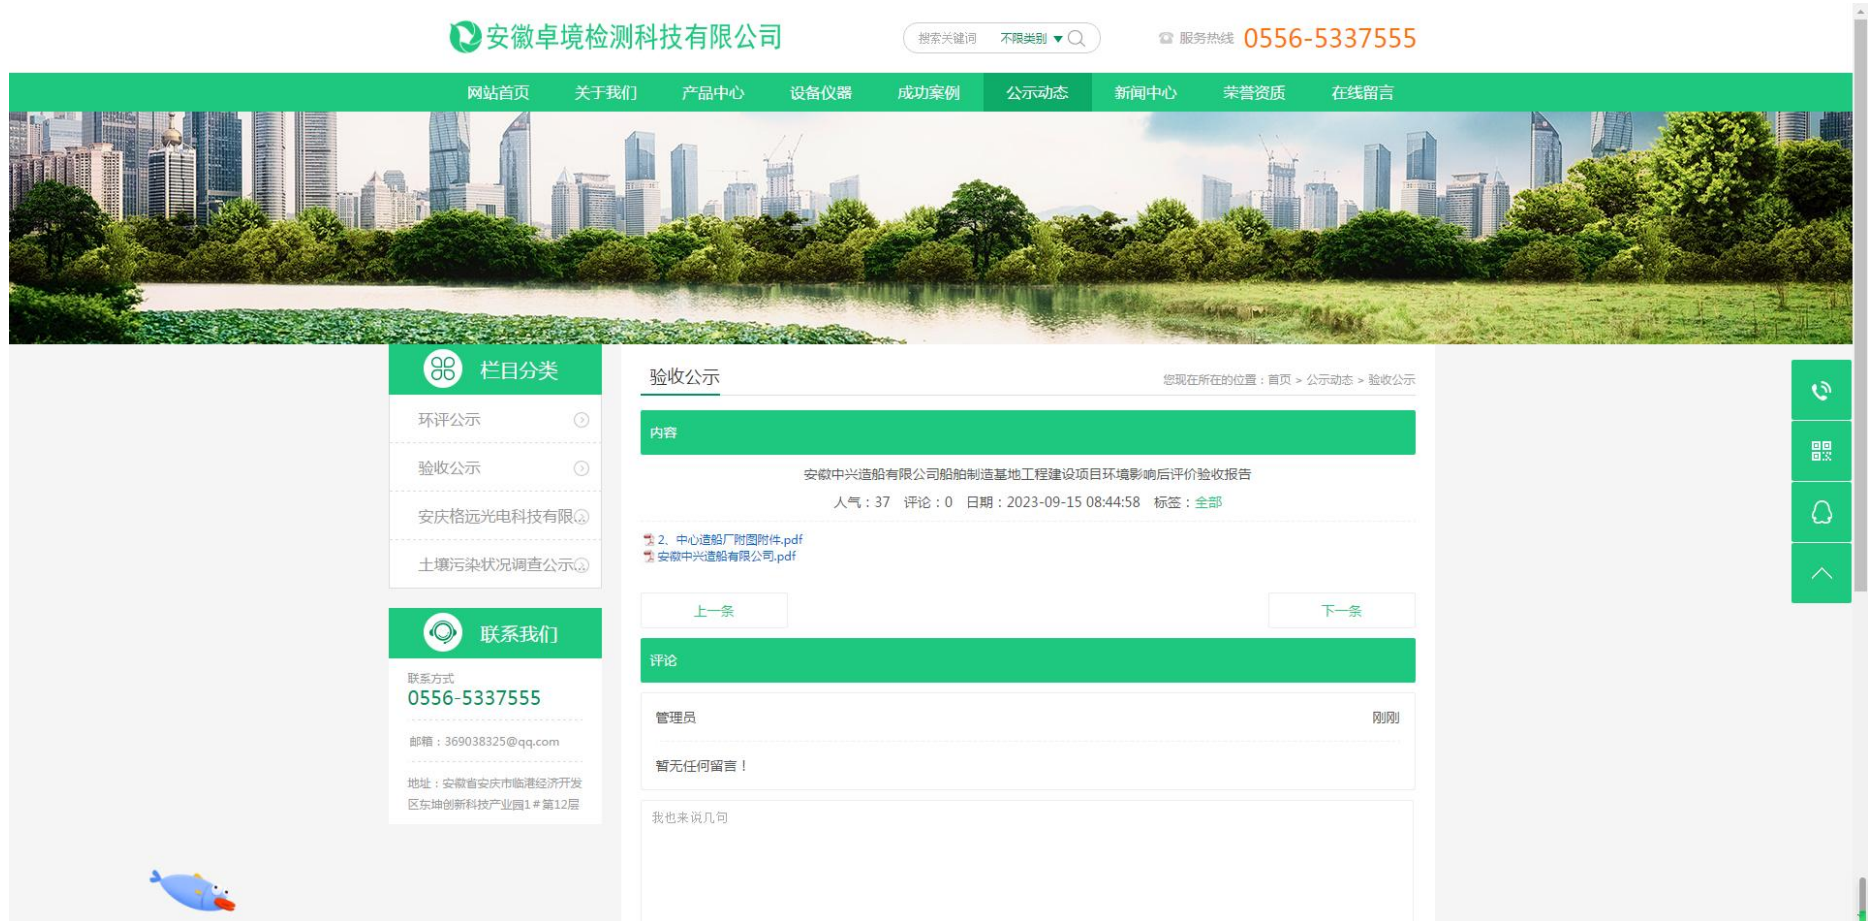 安徽卓境检测科技有限公司
搜索关键词 不限类别
服务热线 0556-5337555
网站首页 关于我们 产品中心 设备仪器 成功案例 公示动态 新闻中心 荣誉资质 在线留言
栏目分类
环评公示
验收公示
安庆格远光电科技有限...
土壤污染状况调查公示...
联系我们
联系方式
0556-5337555
邮箱：369038325@qq.com
地址：安徽省安庆市临港经济开发
区东坤创新科技产业园1#第12层
验收公示
您现在所在的位置：首页 > 公示动态 > 验收公示
内容
安徽中兴造船有限公司船舶制造基地工程建设项目环境影响后评价验收报告
人气：37 评论：0 日期：2023-09-15 08:44:58 标签：全部
2、中心造船厂附图附件.pdf
安徽中兴造船有限公司.pdf
上一条
下一条
评论
管理员
刚刚
暂无任何留言！
我也来说几句